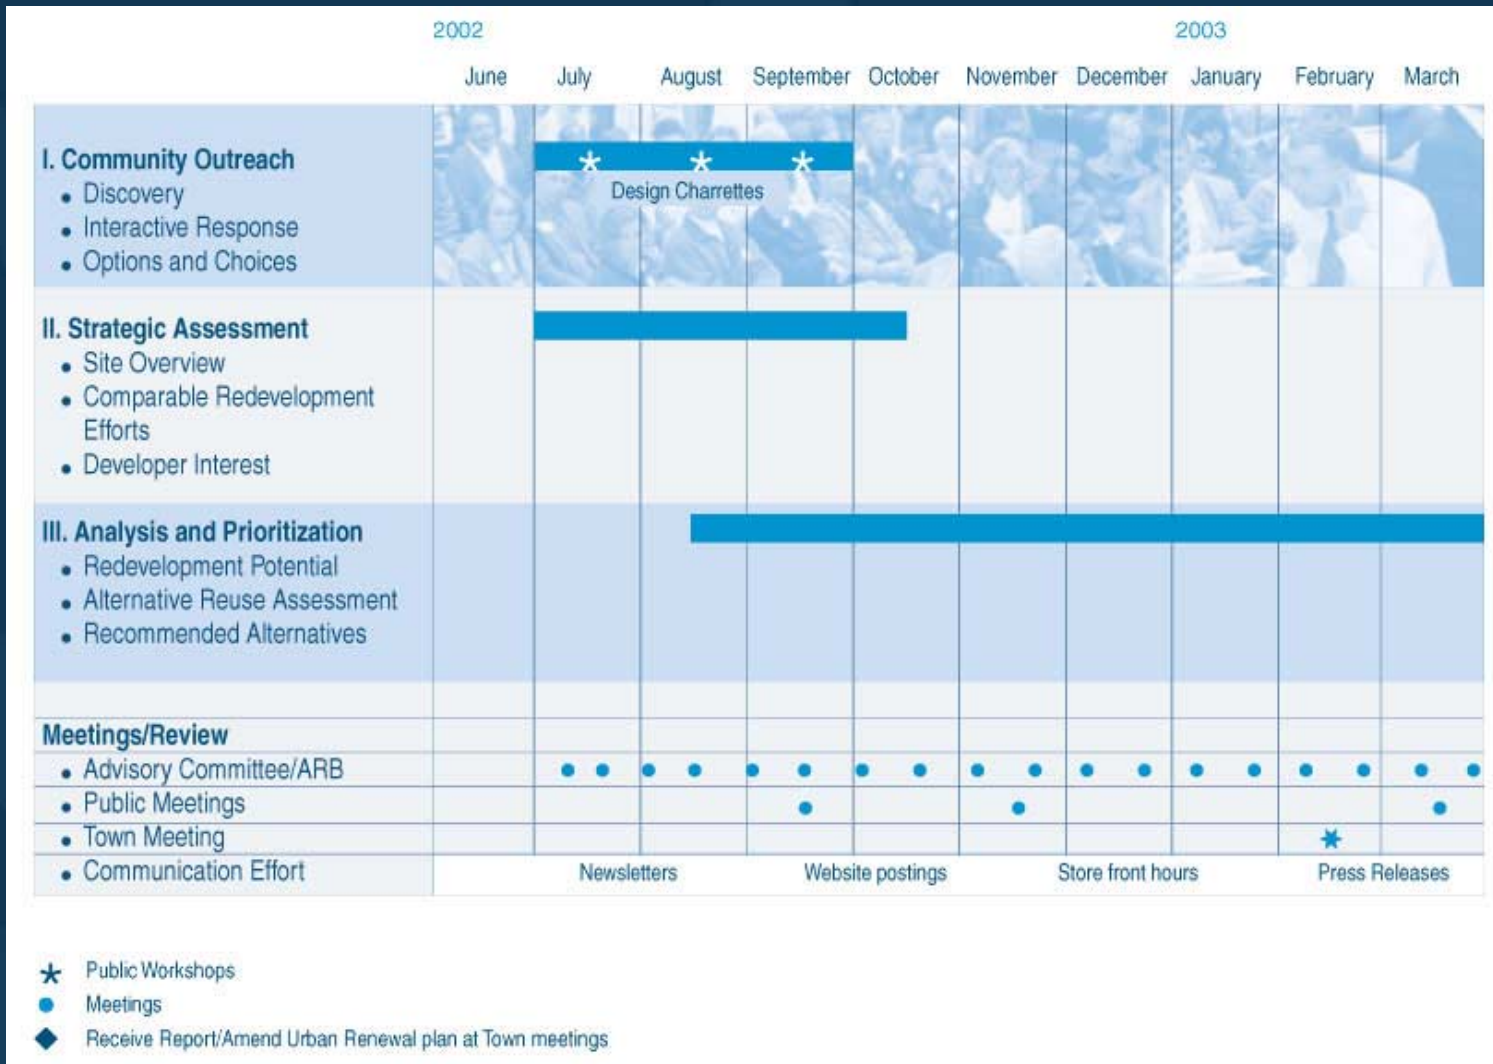 2002 2003
June July August September October November December January February March
I. Community Outreach
• Discovery
Design Charrettes
• Interactive Response
• Options and Choices
II. Strategic Assessment
• Site Overview
• Comparable Redevelopment
Efforts
• Developer Interest
III. Analysis and Prioritization
• Redevelopment Potential
• Alternative Reuse Assessment
• Recommended Alternatives
Meetings/Review
• Advisory Committee/ARB
• Public Meetings
• Town Meeting
• Communication Effort Newsletters Website postings Store front hours Press Releases
Public Workshops
Meetings
Receive Report/Amend Urban Renewal plan at Town meetings